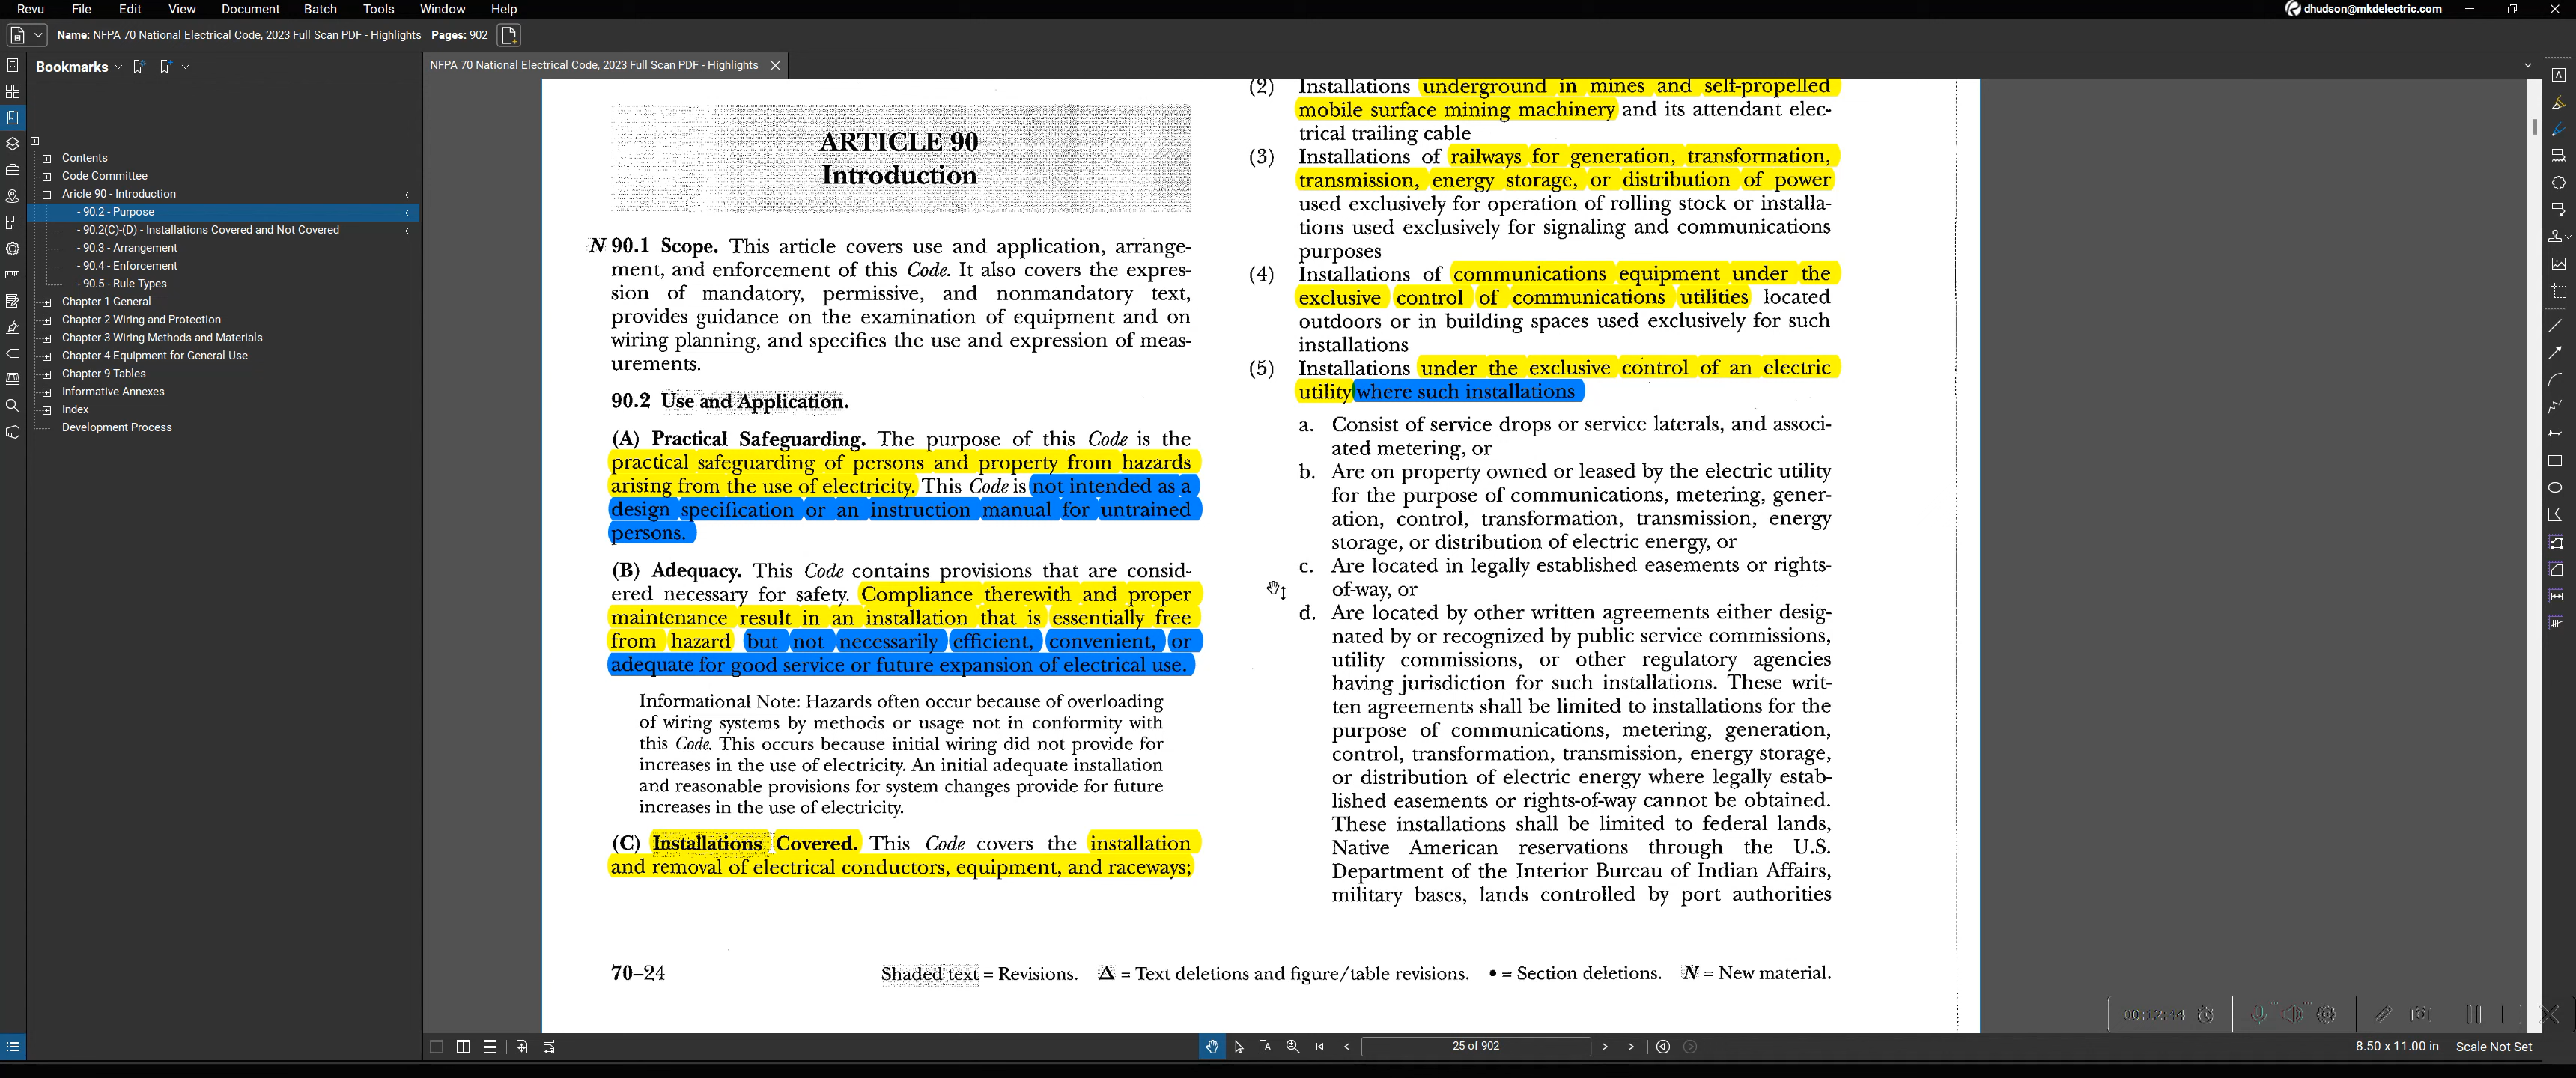 Revu File Edit View Document Batch Tools Window Help
dhudson@mkdelectric.com
Name: NFPA 70 National Electrical Code, 2023 Full Scan PDF - Highlights Pages: 902
Bookmarks
Contents
Code Committee
Aricle 90 - Introduction
- 90.2 - Purpose
- 90.2(C)-(D) - Installations Covered and Not Covered
- 90.3 - Arrangement
- 90.4 - Enforcement
- 90.5 - Rule Types
Chapter 1 General
Chapter 2 Wiring and Protection
Chapter 3 Wiring Methods and Materials
Chapter 4 Equipment for General Use
Chapter 9 Tables
Informative Annexes
Index
Development Process
NFPA 70 National Electrical Code, 2023 Full Scan PDF - Highlights
ARTICLE 90
Introduction
N 90.1 Scope. This article covers use and application, arrange-
ment, and enforcement of this Code. It also covers the expres-
sion of mandatory, permissive, and nonmandatory text,
provides guidance on the examination of equipment and on
wiring planning, and specifies the use and expression of meas-
urements.
90.2 Use and Application.
(A) Practical Safeguarding. The purpose of this Code is the
practical safeguarding of persons and property from hazards
arising from the use of electricity. This Code is not intended as a
design specification or an instruction manual for untrained
persons.
(B) Adequacy. This Code contains provisions that are consid-
ered necessary for safety. Compliance therewith and proper
maintenance result in an installation that is essentially free
from hazard but not necessarily efficient, convenient, or
adequate for good service or future expansion of electrical use.
Informational Note: Hazards often occur because of overloading
of wiring systems by methods or usage not in conformity with
this Code. This occurs because initial wiring did not provide for
increases in the use of electricity. An initial adequate installation
and reasonable provisions for system changes provide for future
increases in the use of electricity.
(C) Installations Covered. This Code covers the installation
and removal of electrical conductors, equipment, and raceways;
(2) Installations underground in mines and self-propelled
mobile surface mining machinery and its attendant elec-
trical trailing cable
(3) Installations of railways for generation, transformation,
transmission, energy storage, or distribution of power
used exclusively for operation of rolling stock or installa-
tions used exclusively for signaling and communications
purposes
(4) Installations of communications equipment under the
exclusive control of communications utilities located
outdoors or in building spaces used exclusively for such
installations
(5) Installations under the exclusive control of an electric
utility where such installations
a. Consist of service drops or service laterals, and associ-
ated metering, or
b. Are on property owned or leased by the electric utility
for the purpose of communications, metering, gener-
ation, control, transformation, transmission, energy
storage, or distribution of electric energy, or
c. Are located in legally established easements or rights-
of-way, or
d. Are located by other written agreements either desig-
nated by or recognized by public service commissions,
utility commissions, or other regulatory agencies
having jurisdiction for such installations. These writ-
ten agreements shall be limited to installations for the
purpose of communications, metering, generation,
control, transformation, transmission, energy storage,
or distribution of electric energy where legally estab-
lished easements or rights-of-way cannot be obtained.
These installations shall be limited to federal lands,
Native American reservations through the U.S.
Department of the Interior Bureau of Indian Affairs,
military bases, lands controlled by port authorities
70–24
Shaded text = Revisions. Δ = Text deletions and figure/table revisions. • = Section deletions. N = New material.
00:12:44
25 of 902
8.50 x 11.00 in Scale Not Set